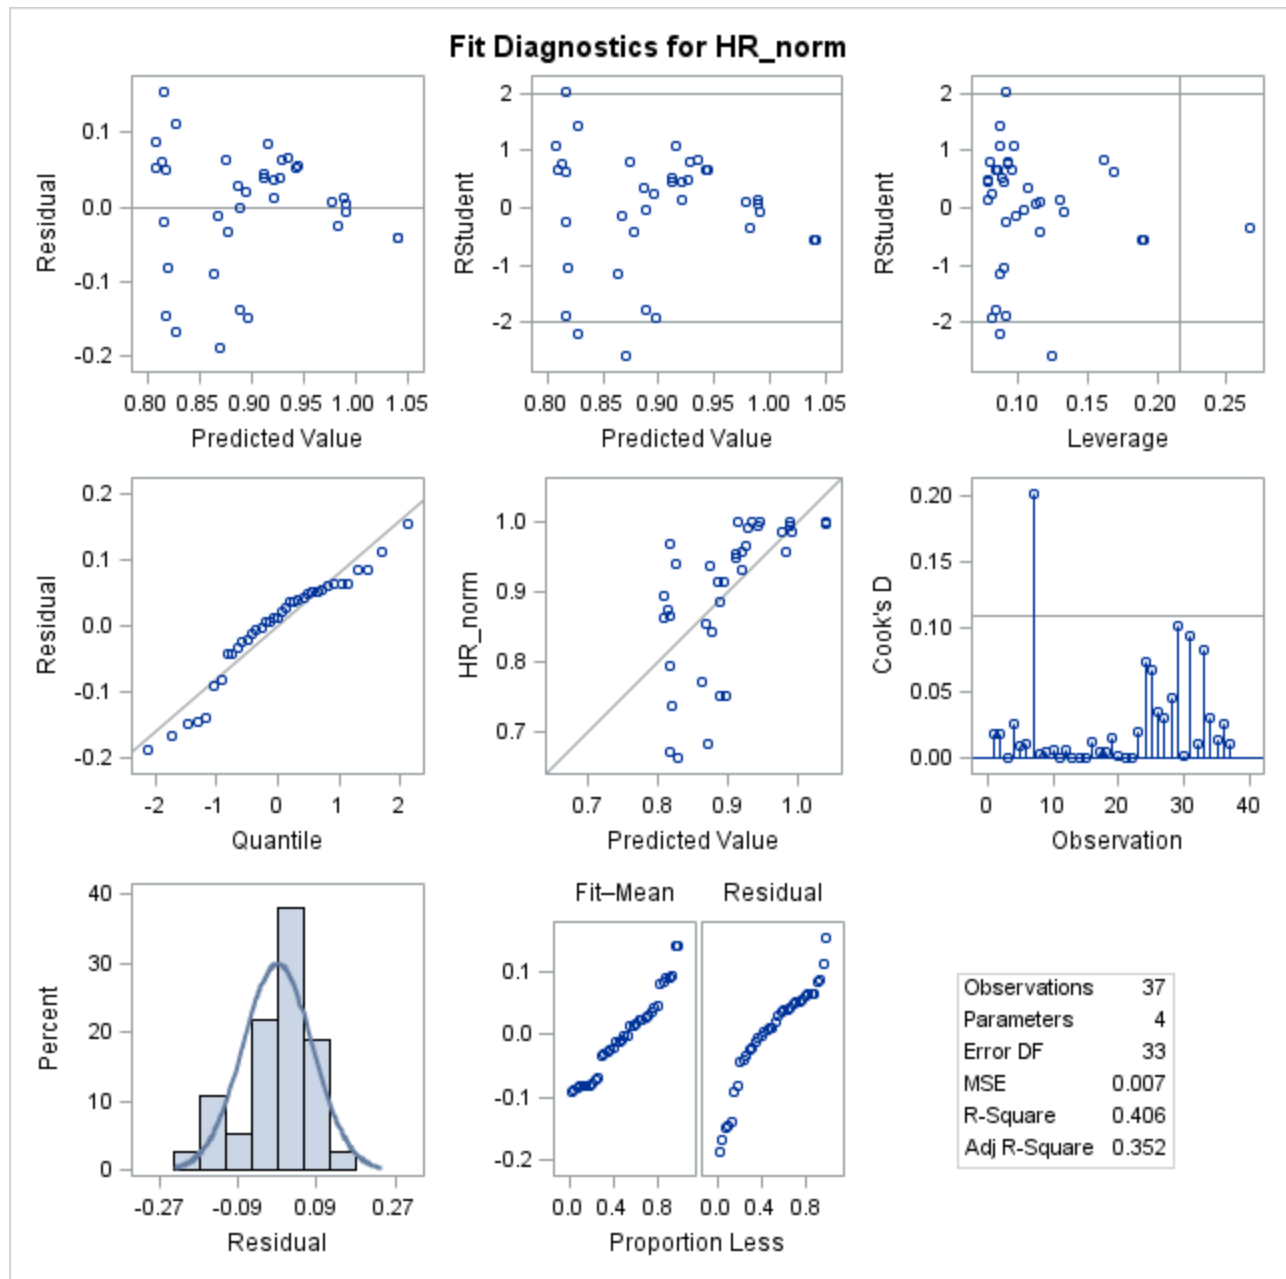 Fit Diagnostics for HR_norm
Residual
0.1
0.0
-0.1
-0.2
0.80 0.85 0.90 0.95 1.00 1.05
Predicted Value
RStudent
2
1
0
-1
-2
0.80 0.85 0.90 0.95 1.00 1.05
Predicted Value
RStudent
2
1
0
-1
-2
0.10 0.15 0.20 0.25
Leverage
Residual
0.2
0.1
0.0
-0.1
-0.2
-2 -1 0 1 2
Quantile
HR_norm
1.0
0.9
0.8
0.7
0.7 0.8 0.9 1.0
Predicted Value
Cook's D
0.20
0.15
0.10
0.05
0.00
0 10 20 30 40
Observation
Percent
40
30
20
10
0
-0.27 -0.09 0.09 0.27
Residual
Fit–Mean Residual
0.1
0.0
-0.1
-0.2
0.0 0.4 0.8 0.0 0.4 0.8
Proportion Less
Observations 37
Parameters 4
Error DF 33
MSE 0.007
R-Square 0.406
Adj R-Square 0.352